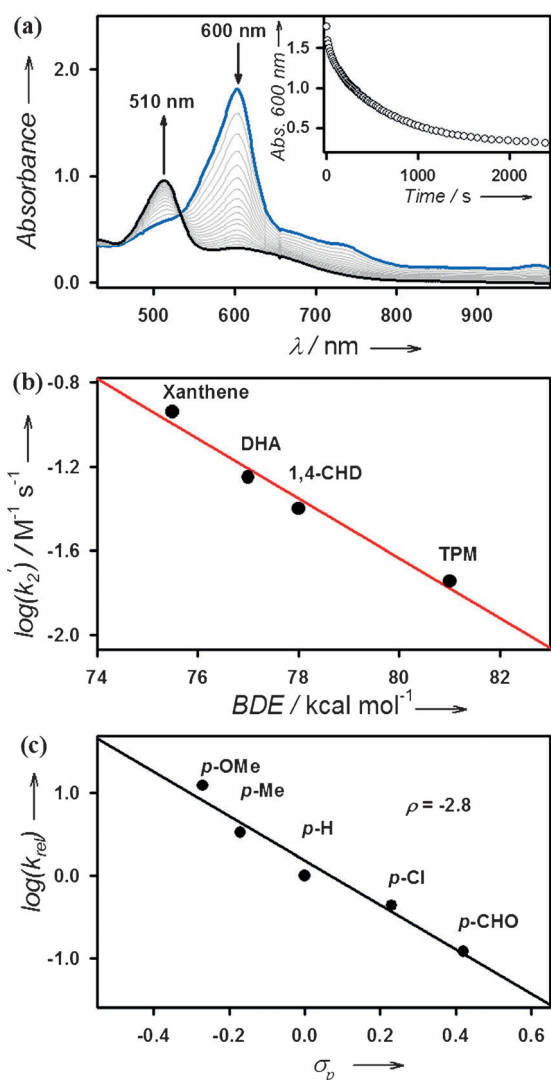 (a)
600 nm
510 nm
2.0
1.0
0.0
Absorbance
500 600 700 800 900
λ / nm
1.5
1.0
0.5
Abs. 600 nm
0 1000 2000
Time / s
(b)
-0.8
-1.2
-1.6
-2.0
log(k2') / M-1 s-1
Xanthene
DHA
1,4-CHD
TPM
74 76 78 80 82
BDE / kcal mol-1
(c)
1.0
0.0
-1.0
log(krel)
p-OMe
p-Me
p-H
ρ = -2.8
p-Cl
p-CHO
-0.4 -0.2 0.0 0.2 0.4 0.6
σp